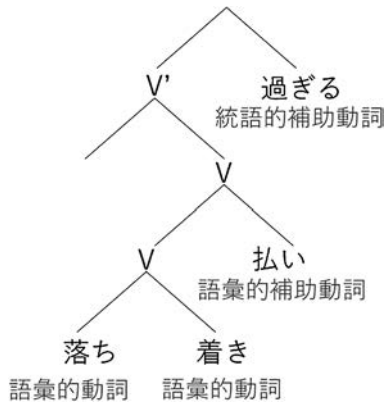 V' 過ぎる
統語的補助動詞
V
V 払い
語彙的補助動詞
落ち 着き
語彙的動詞 語彙的動詞